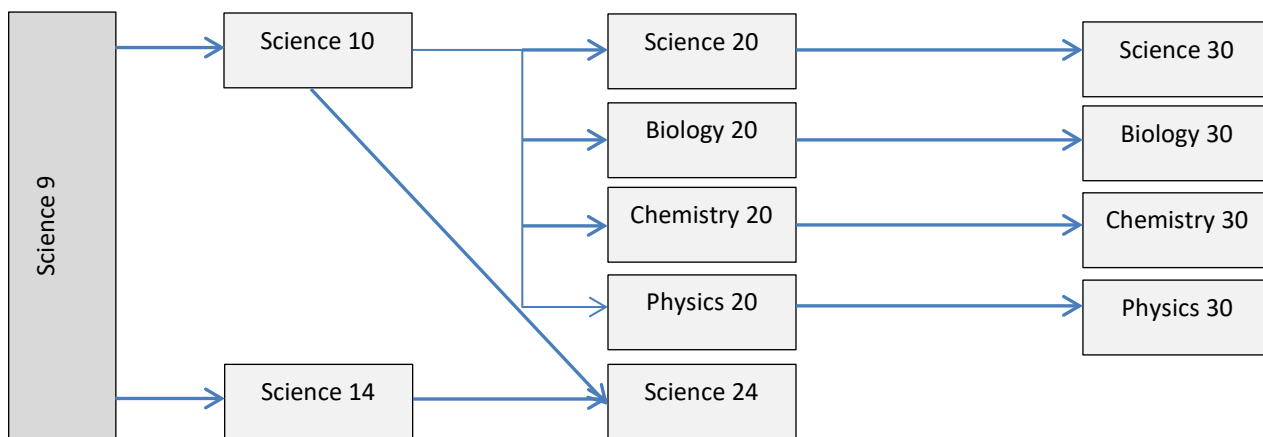 Science 9
Science 10
Science 20
Science 30
Biology 20
Biology 30
Chemistry 20
Chemistry 30
Physics 20
Physics 30
Science 14
Science 24